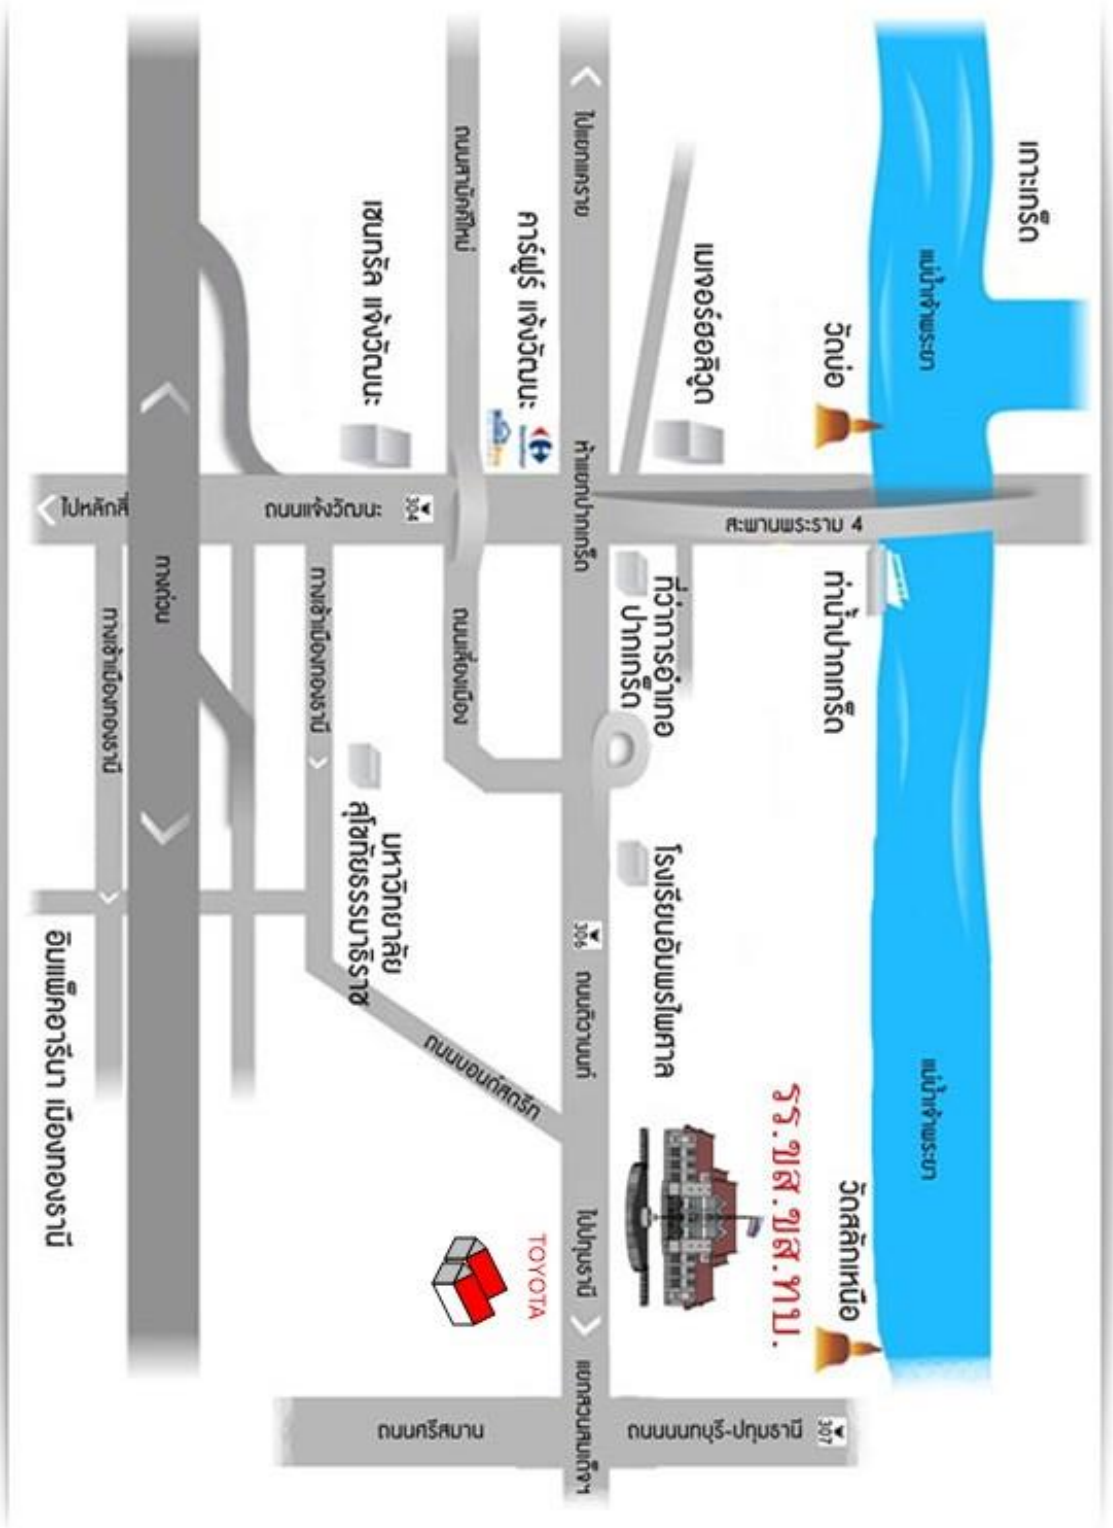 เกาะเกร็ด
แม่น้ำเจ้าพระยา
วัดบ่อ
เมเจอร์ฮอลิวูด
ไปแยกแคราย
คาร์ฟูร์ แจ้งวัฒนะ
ถนนสามัคคีใหม่
เซนทรัล แจ้งวัฒนะ
ห้าแยกปากเกร็ด
สะพานพระราม 4
304
ถนนแจ้งวัฒนะ
ไปหลักสี่
ท่าน้ำปากเกร็ด
ที่ว่าการอำเภอ
ปากเกร็ด
ถนนเลี่ยงเมือง
ทางเข้าเมืองทองธานี
ทางด่วน
ทางเข้าเมืองทองธานี
โรงเรียนอัมพรไพศาล
306
ถนนติวานนท์
มหาวิทยาลัย
สุโขทัยธรรมาธิราช
ถนนบอนด์สตรีท
อิมแพ็คอารีนา เมืองทองธานี
แม่น้ำเจ้าพระยา
วัดสลักเหนือ
รร.ขส.ขส.ทบ.
ไปปทุมธานี
TOYOTA
แยกสวนสมเด็จฯ
307
ถนนนนทบุรี-ปทุมธานี
ถนนศรีสมาน